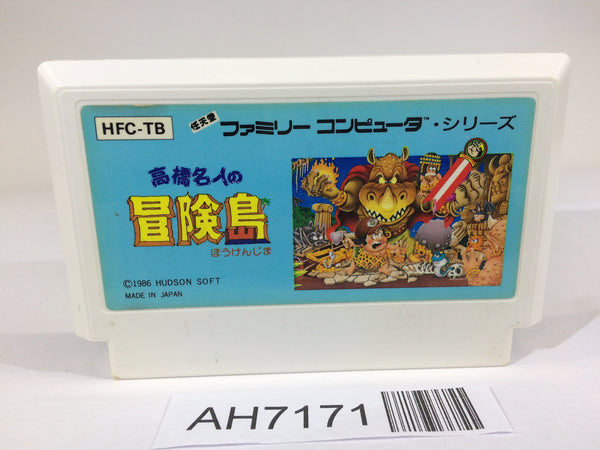 HFC-TB
任天堂 ファミリー コンピュータ™・シリーズ
高橋名人の
冒険島
ぼうけんじま
©1986 HUDSON SOFT
MADE IN JAPAN
AH7171